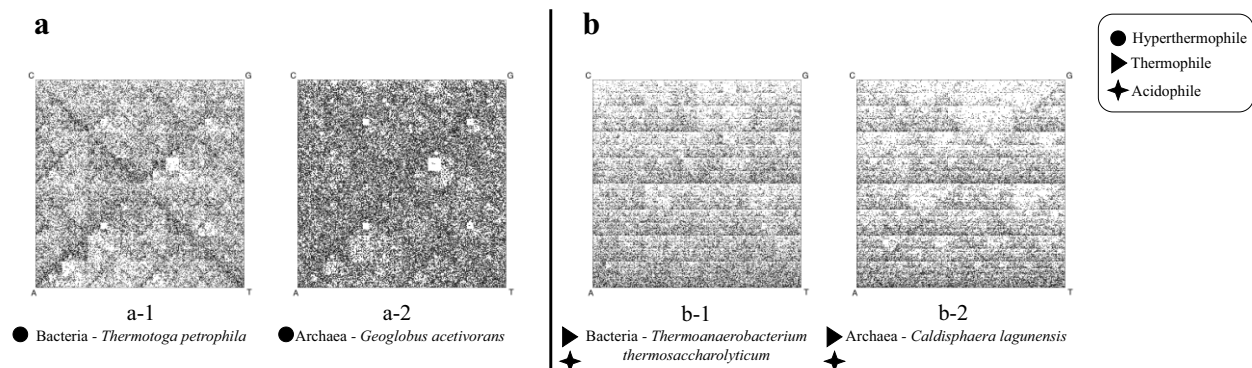 a
b
Hyperthermophile
Thermophile
Acidophile
C G
C G
C G
C G
A T
A T
A T
A T
a-1
a-2
b-1
b-2
Bacteria - Thermotoga petrophila
Archaea - Geoglobus acetivorans
Bacteria - Thermoanaerobacterium
thermosaccharolyticum
Archaea - Caldisphaera lagunensis